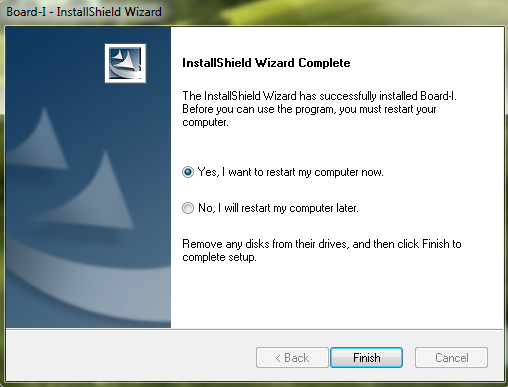 Board-I - InstallShield Wizard
InstallShield Wizard Complete
The InstallShield Wizard has successfully installed Board-I.
Before you can use the program, you must restart your
computer.
Yes, I want to restart my computer now.
No, I will restart my computer later.
Remove any disks from their drives, and then click Finish to
complete setup.
< Back
Finish
Cancel